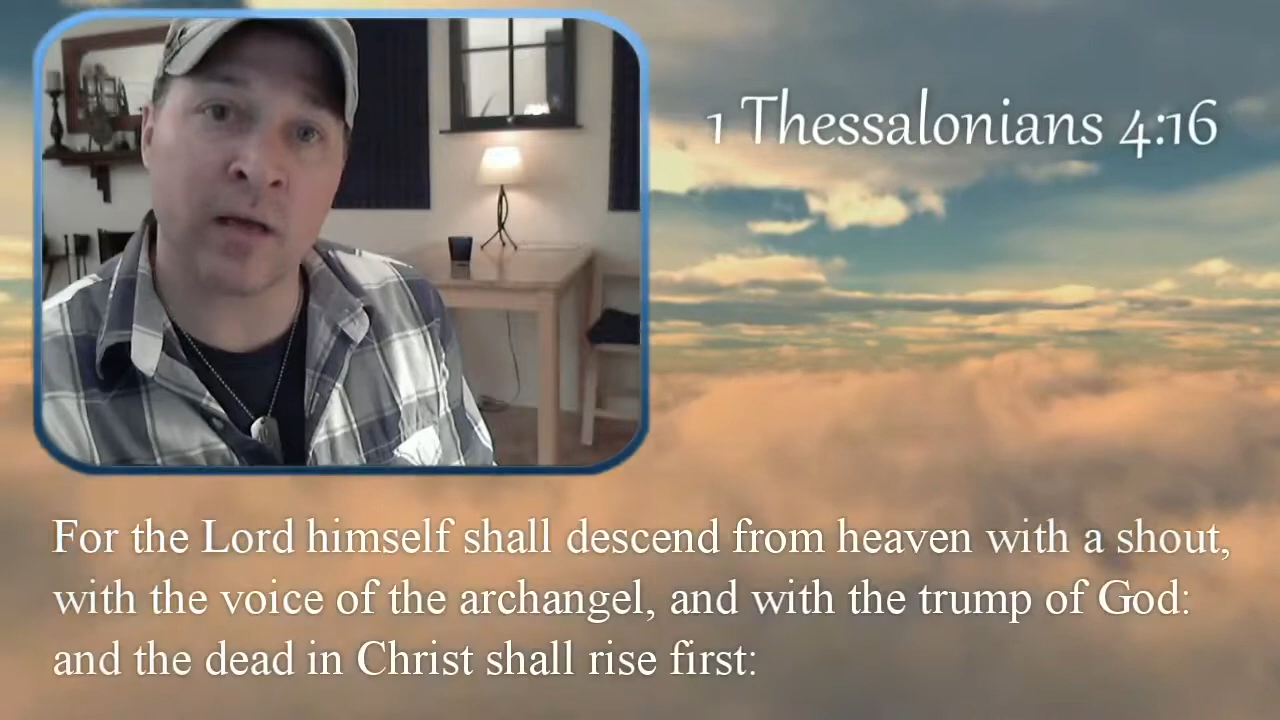 1 Thessalonians 4:16
For the Lord himself shall descend from heaven with a shout,
with the voice of the archangel, and with the trump of God:
and the dead in Christ shall rise first: